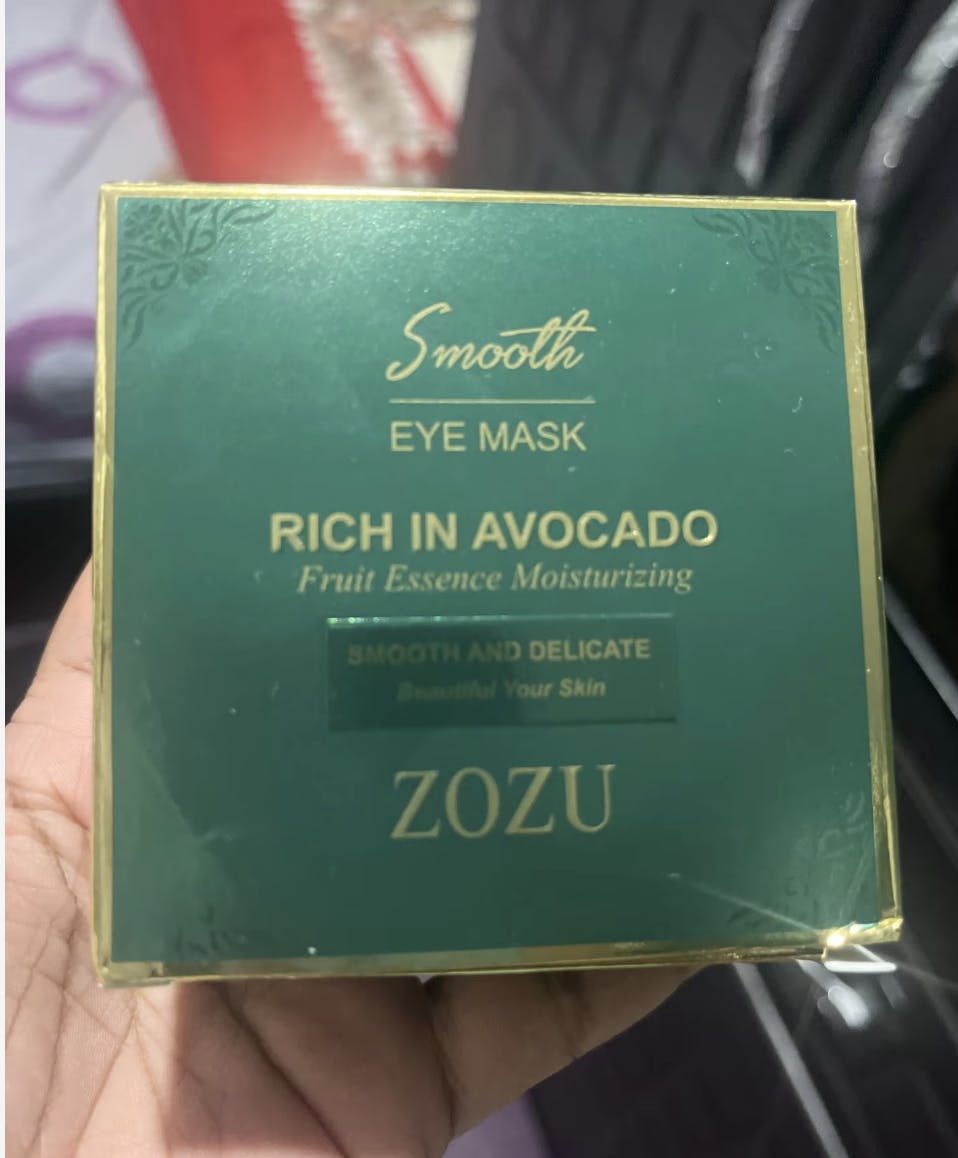 Smooth
EYE MASK
RICH IN AVOCADO
Fruit Essence Moisturizing
SMOOTH AND DELICATE
Beautiful Your Skin
ZOZU